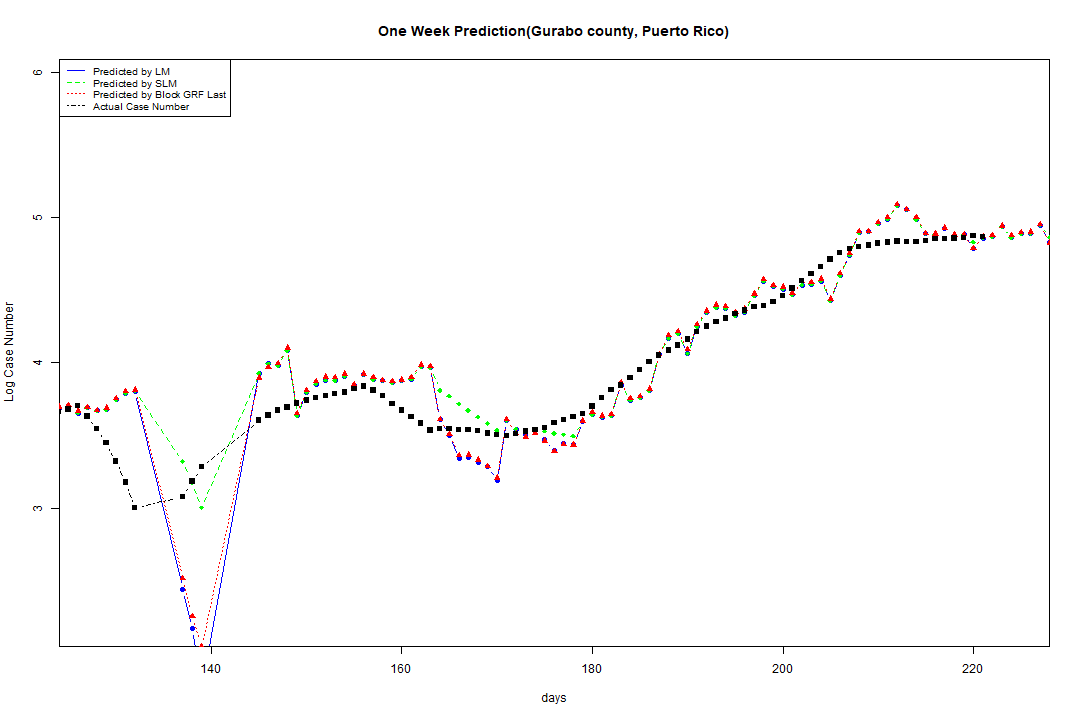 One Week Prediction(Gurabo county, Puerto Rico)
Predicted by LM
Predicted by SLM
Predicted by Block GRF Last
Actual Case Number
6
5
4
3
Log Case Number
140 160 180 200 220
days